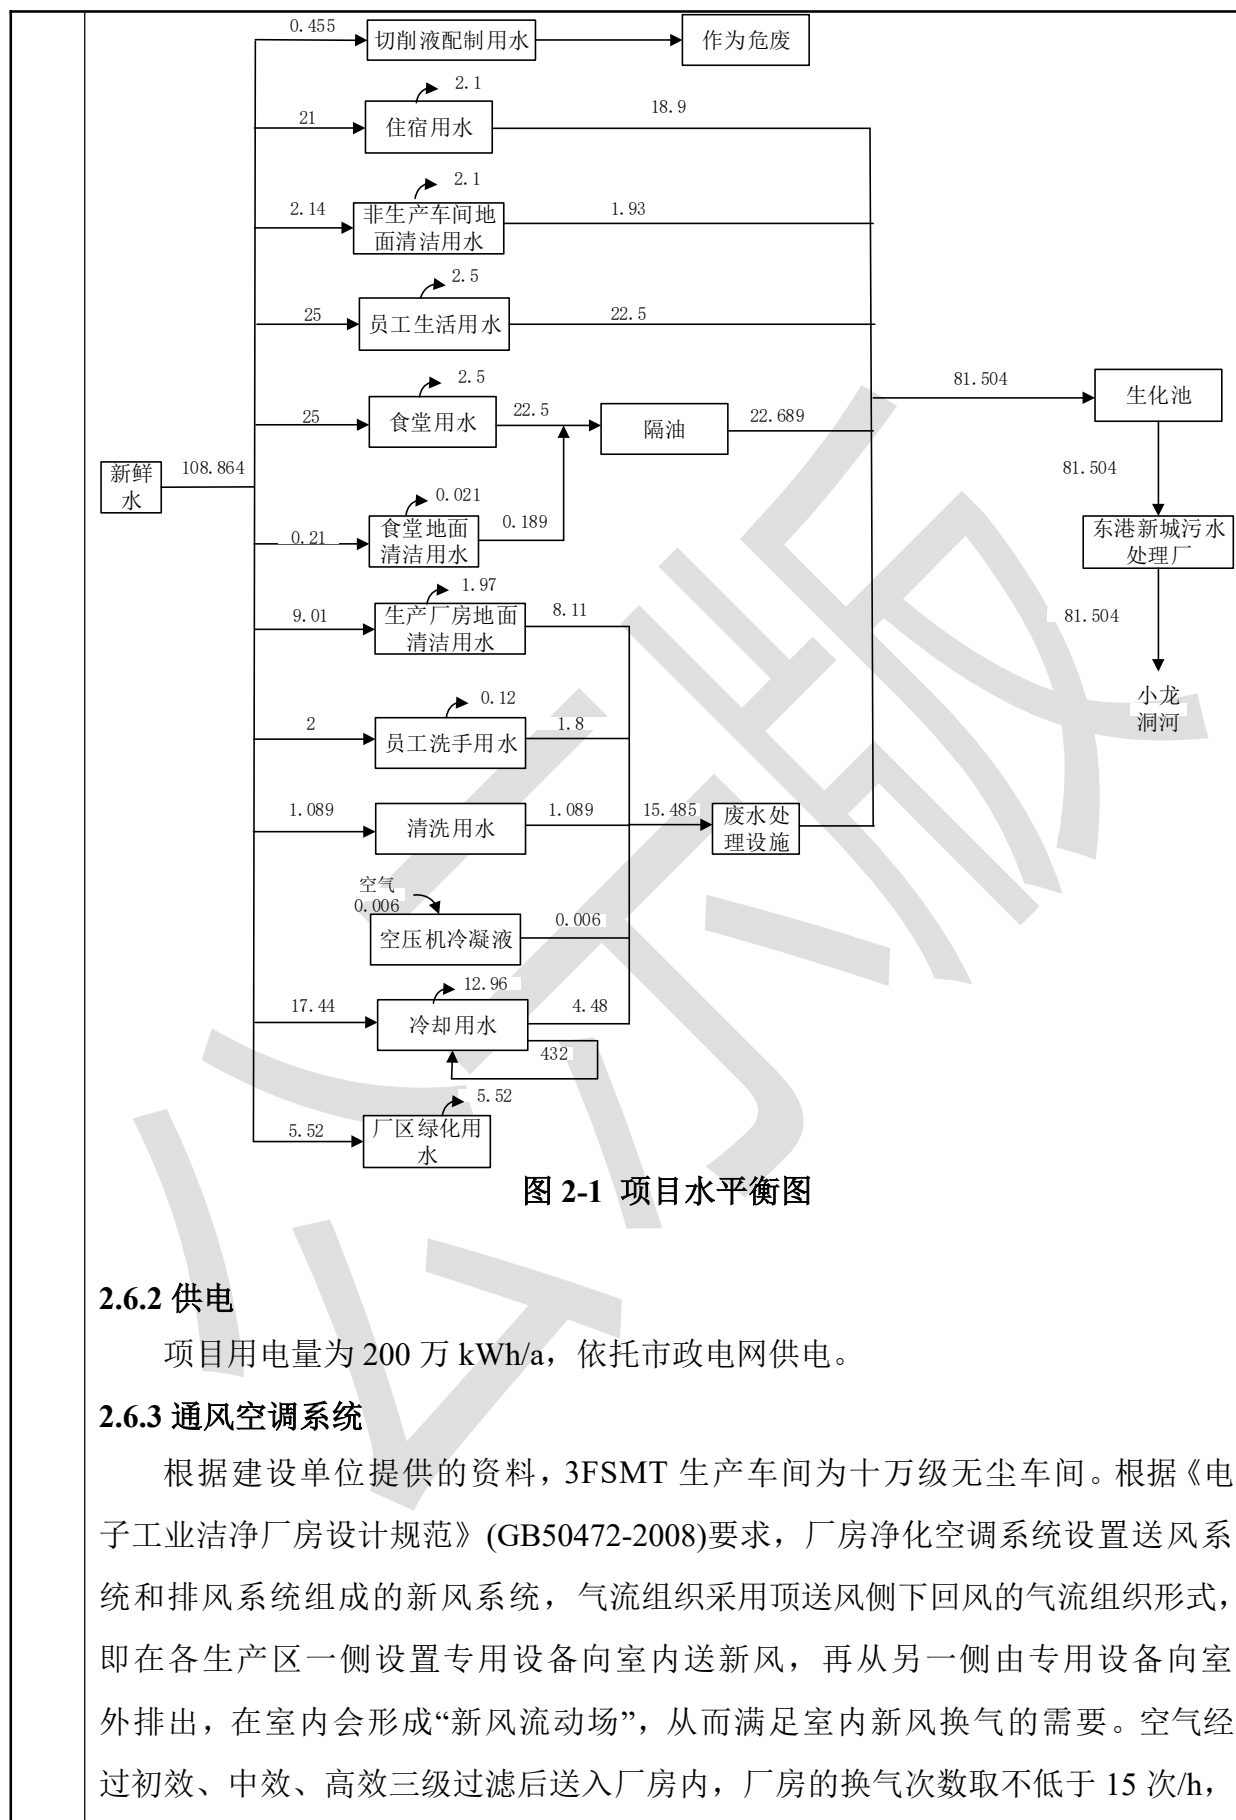 0.455
切削液配制用水
作为危废
2.1
21
住宿用水
18.9
2.1
2.14
非生产车间地
面清洁用水
1.93
2.5
25
员工生活用水
22.5
2.5
25
食堂用水
22.5
隔油
22.689
81.504
生化池
新鲜
水
108.864
81.504
0.021
0.21
食堂地面
清洁用水
0.189
东港新城污水
处理厂
1.97
9.01
生产厂房地面
清洁用水
8.11
81.504
0.12
2
员工洗手用水
1.8
小龙
洞河
1.089
清洗用水
1.089
15.485
废水处
理设施
空气
0.006
空压机冷凝液
0.006
12.96
17.44
冷却用水
4.48
432
5.52
5.52
厂区绿化用
水
图 2-1 项目水平衡图
2.6.2 供电
项目用电量为 200 万 kWh/a，依托市政电网供电。
2.6.3 通风空调系统
根据建设单位提供的资料，3FSMT 生产车间为十万级无尘车间。根据《电
子工业洁净厂房设计规范》(GB50472-2008)要求，厂房净化空调系统设置送风系
统和排风系统组成的新风系统，气流组织采用顶送风侧下回风的气流组织形式，
即在各生产区一侧设置专用设备向室内送新风，再从另一侧由专用设备向室
外排出，在室内会形成“新风流动场”，从而满足室内新风换气的需要。空气经
过初效、中效、高效三级过滤后送入厂房内，厂房的换气次数取不低于 15 次/h，
公示版